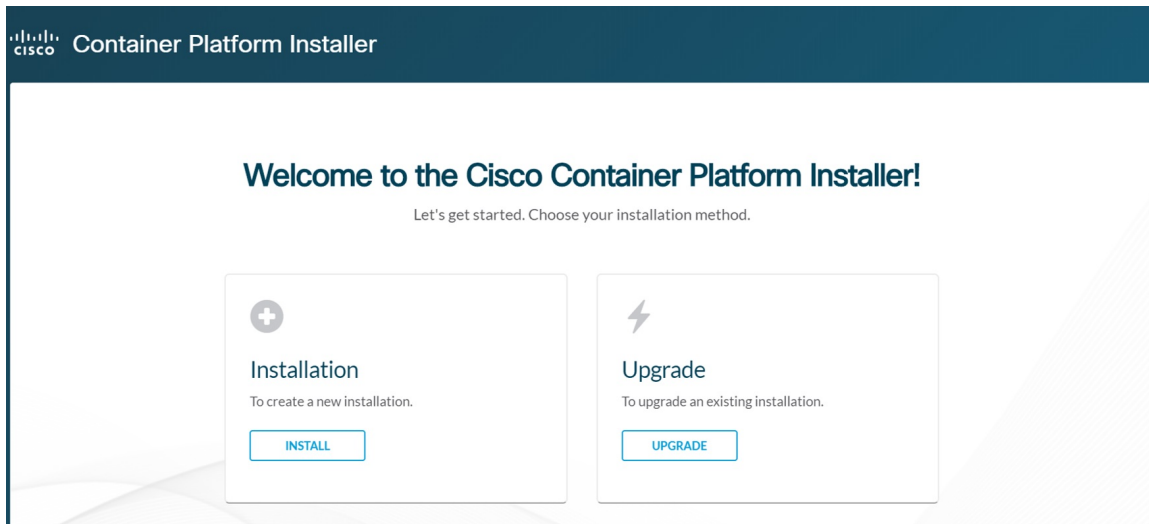 cisco Container Platform Installer
Welcome to the Cisco Container Platform Installer!
Let's get started. Choose your installation method.
Installation
To create a new installation.
INSTALL
Upgrade
To upgrade an existing installation.
UPGRADE